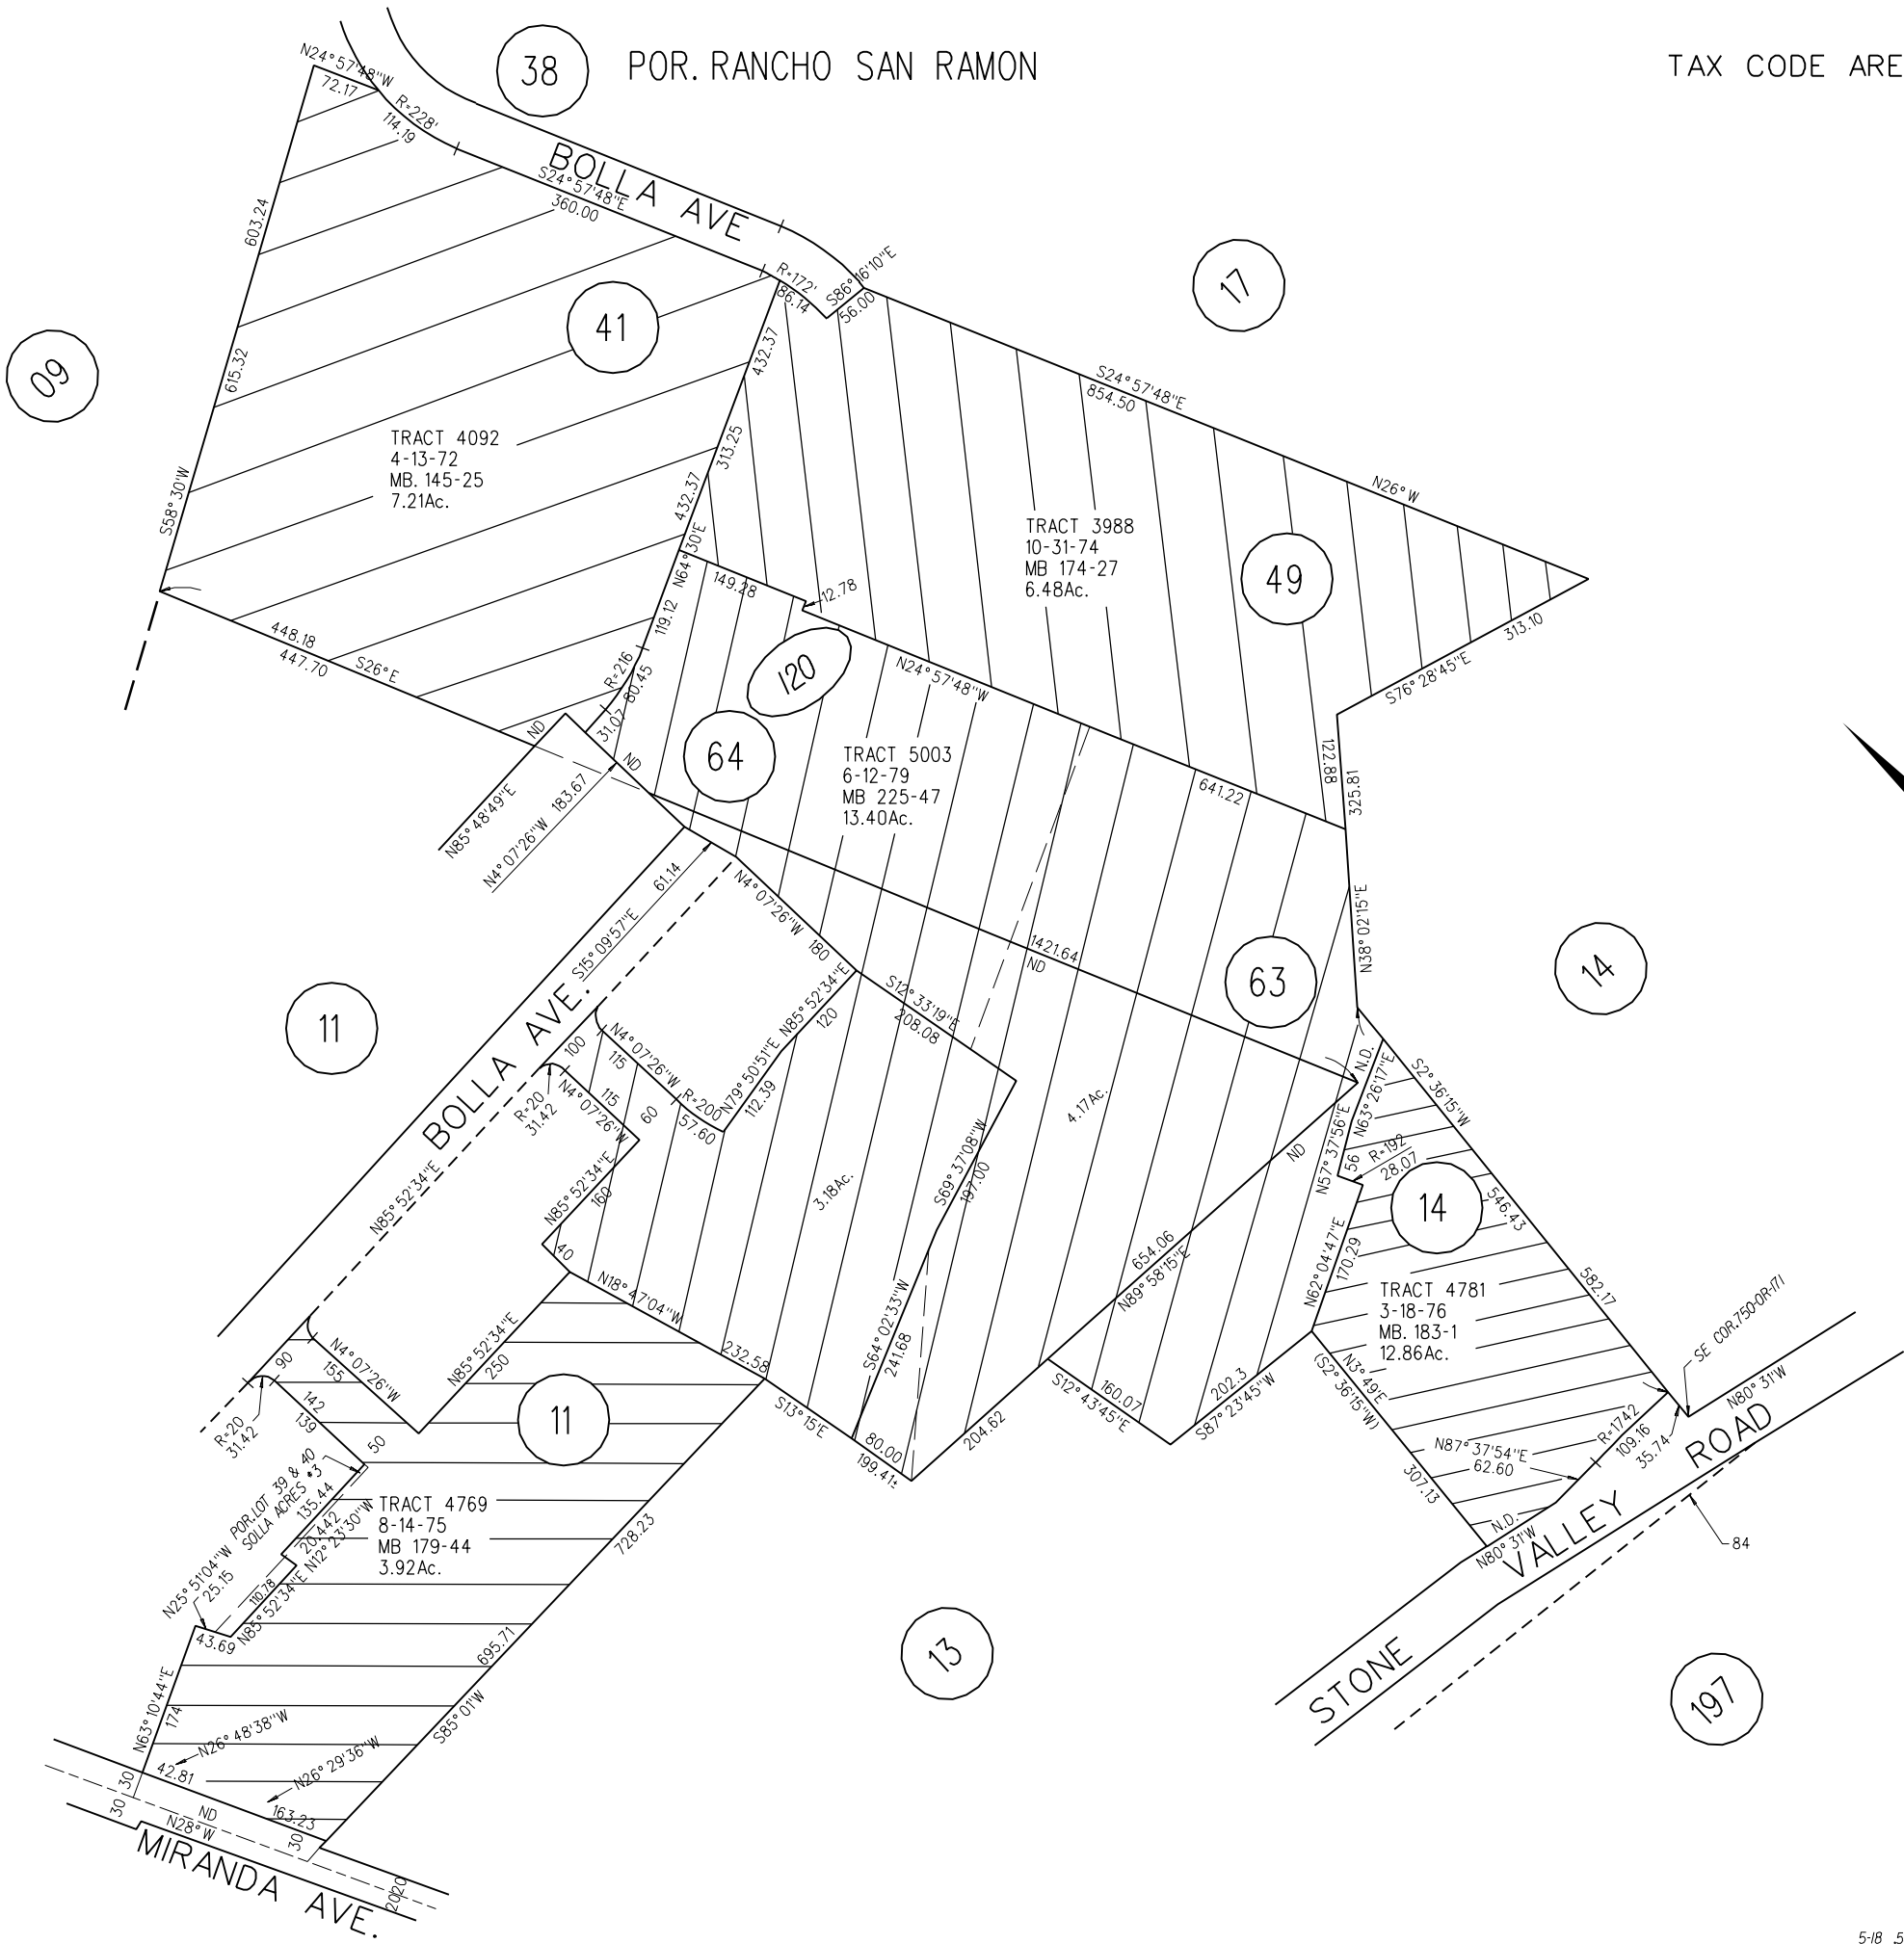 38
POR. RANCHO SAN RAMON
TAX CODE ARE
N24°57'48"W
72.17
R=228'
114.19
BOLLA AVE
S24°57'48"E
360.00
R=172'
86.14
S86°16'10"E
56.00
603.24
615.32
S58°30'W
09
41
17
TRACT 4092
4-13-72
MB. 145-25
7.21Ac.
432.37
313.25
432.37
N64°30'E
119.12
R=216
80.45
31.07
ND
ND
448.18
447.70
S26°E
S24°57'48"E
854.50
N26°W
TRACT 3988
10-31-74
MB 174-27
6.48Ac.
49
313.10
S76°28'45"E
149.28
12.78
120
N24°57'48"W
641.22
122.88
325.81
N38°02'15"E
64
TRACT 5003
6-12-79
MB 225-47
13.40Ac.
N85°48'49"E
N4°07'26"W 183.67
61.14
S15°09'57"E
N4°07'26"W 180
1421.64
ND
63
14
11
BOLLA AVE.
N85°52'34"E
S12°33'19"E
208.08
N85°52'34"E
120
N79°50'51"E
112.39
100
N4°07'26"W
115
R=200
57.60
R=20
31.42
N4°07'26"W
115
60
N85°52'34"E
160
40
4.17Ac.
3.18Ac.
S69°37'08"W
197.00
S64°02'33"W
241.68
N.D.
N63°26'17"E
N57°37'56"E
56
R=192
28.07
S2°36'15"W
546.43
582.17
14
N62°04'47"E
170.29
TRACT 4781
3-18-76
MB. 183-1
12.86Ac.
ND
654.06
N89°58'15"E
204.62
S12°43'45"E
160.07
202.3
S87°23'45"W
N3°49'E
(S2°36'15"W)
307.13
SE COR.750-OR-171
N80°31'W
R=1742
109.16
35.74
N87°37'54"E
62.60
N.D.
N80°31'W
STONE VALLEY ROAD
84
N18°47'04"W
232.58
S13°15'E
80.00
199.41±
N85°52'34"E
250
N4°07'26"W
155
90
142
139
R=20
31.42
50
11
POR.LOT 39 & 40
SOLLA ACRES #3
135.44
20.442
N12°23'30"W
N25°51'04"W
25.15
110.78
N85°52'34"E
43.69
TRACT 4769
8-14-75
MB 179-44
3.92Ac.
728.23
695.71
S85°01'W
N63°10'44"E
174
N26°48'38"W
42.81
N26°29'36"W
163.23
30
30
30
ND
N28°W
MIRANDA AVE.
20
20
13
197
5-18